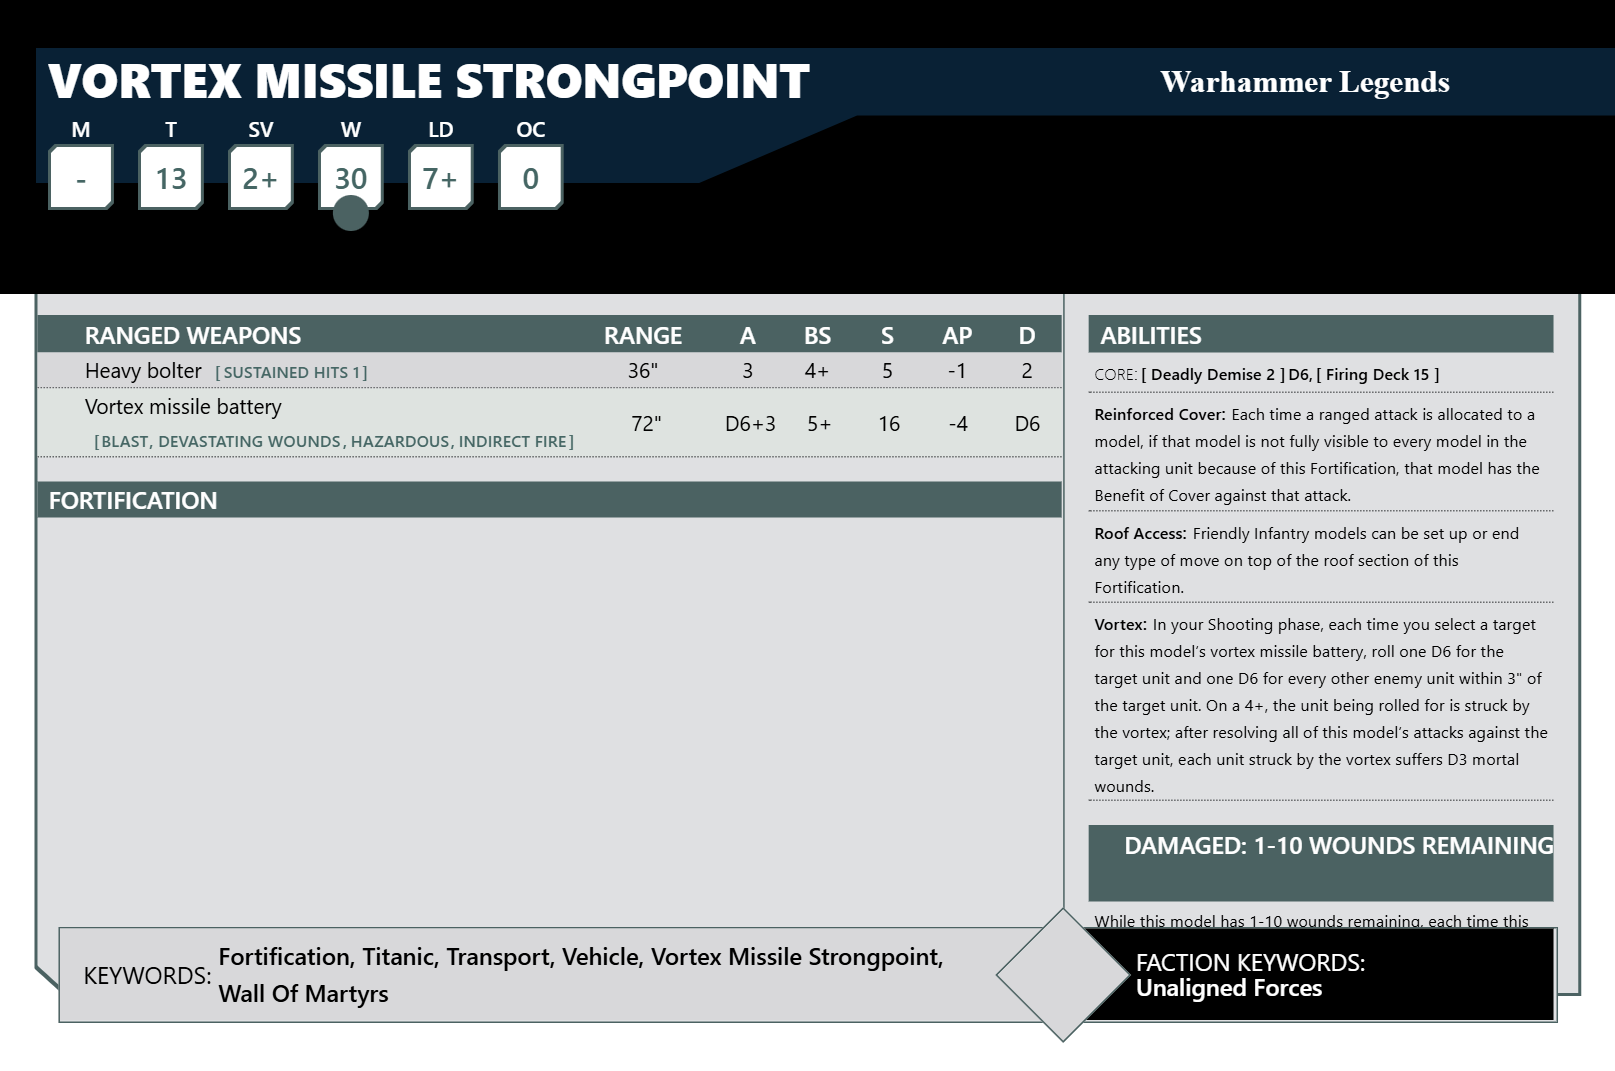 VORTEX MISSILE STRONGPOINT
Warhammer Legends
M T SV W LD OC
- 13 2+ 30 7+ 0
RANGED WEAPONS RANGE A BS S AP D
Heavy bolter [ SUSTAINED HITS 1 ] 36" 3 4+ 5 -1 2
Vortex missile battery
[ BLAST, DEVASTATING WOUNDS, HAZARDOUS, INDIRECT FIRE ] 72" D6+3 5+ 16 -4 D6
FORTIFICATION
ABILITIES
CORE: [ Deadly Demise 2 ] D6, [ Firing Deck 15 ]
Reinforced Cover: Each time a ranged attack is allocated to a
model, if that model is not fully visible to every model in the
attacking unit because of this Fortification, that model has the
Benefit of Cover against that attack.
Roof Access: Friendly Infantry models can be set up or end
any type of move on top of the roof section of this
Fortification.
Vortex: In your Shooting phase, each time you select a target
for this model’s vortex missile battery, roll one D6 for the
target unit and one D6 for every other enemy unit within 3" of
the target unit. On a 4+, the unit being rolled for is struck by
the vortex; after resolving all of this model’s attacks against the
target unit, each unit struck by the vortex suffers D3 mortal
wounds.
DAMAGED: 1-10 WOUNDS REMAINING
While this model has 1-10 wounds remaining, each time this
KEYWORDS: Fortification, Titanic, Transport, Vehicle, Vortex Missile Strongpoint,
Wall Of Martyrs
FACTION KEYWORDS:
Unaligned Forces